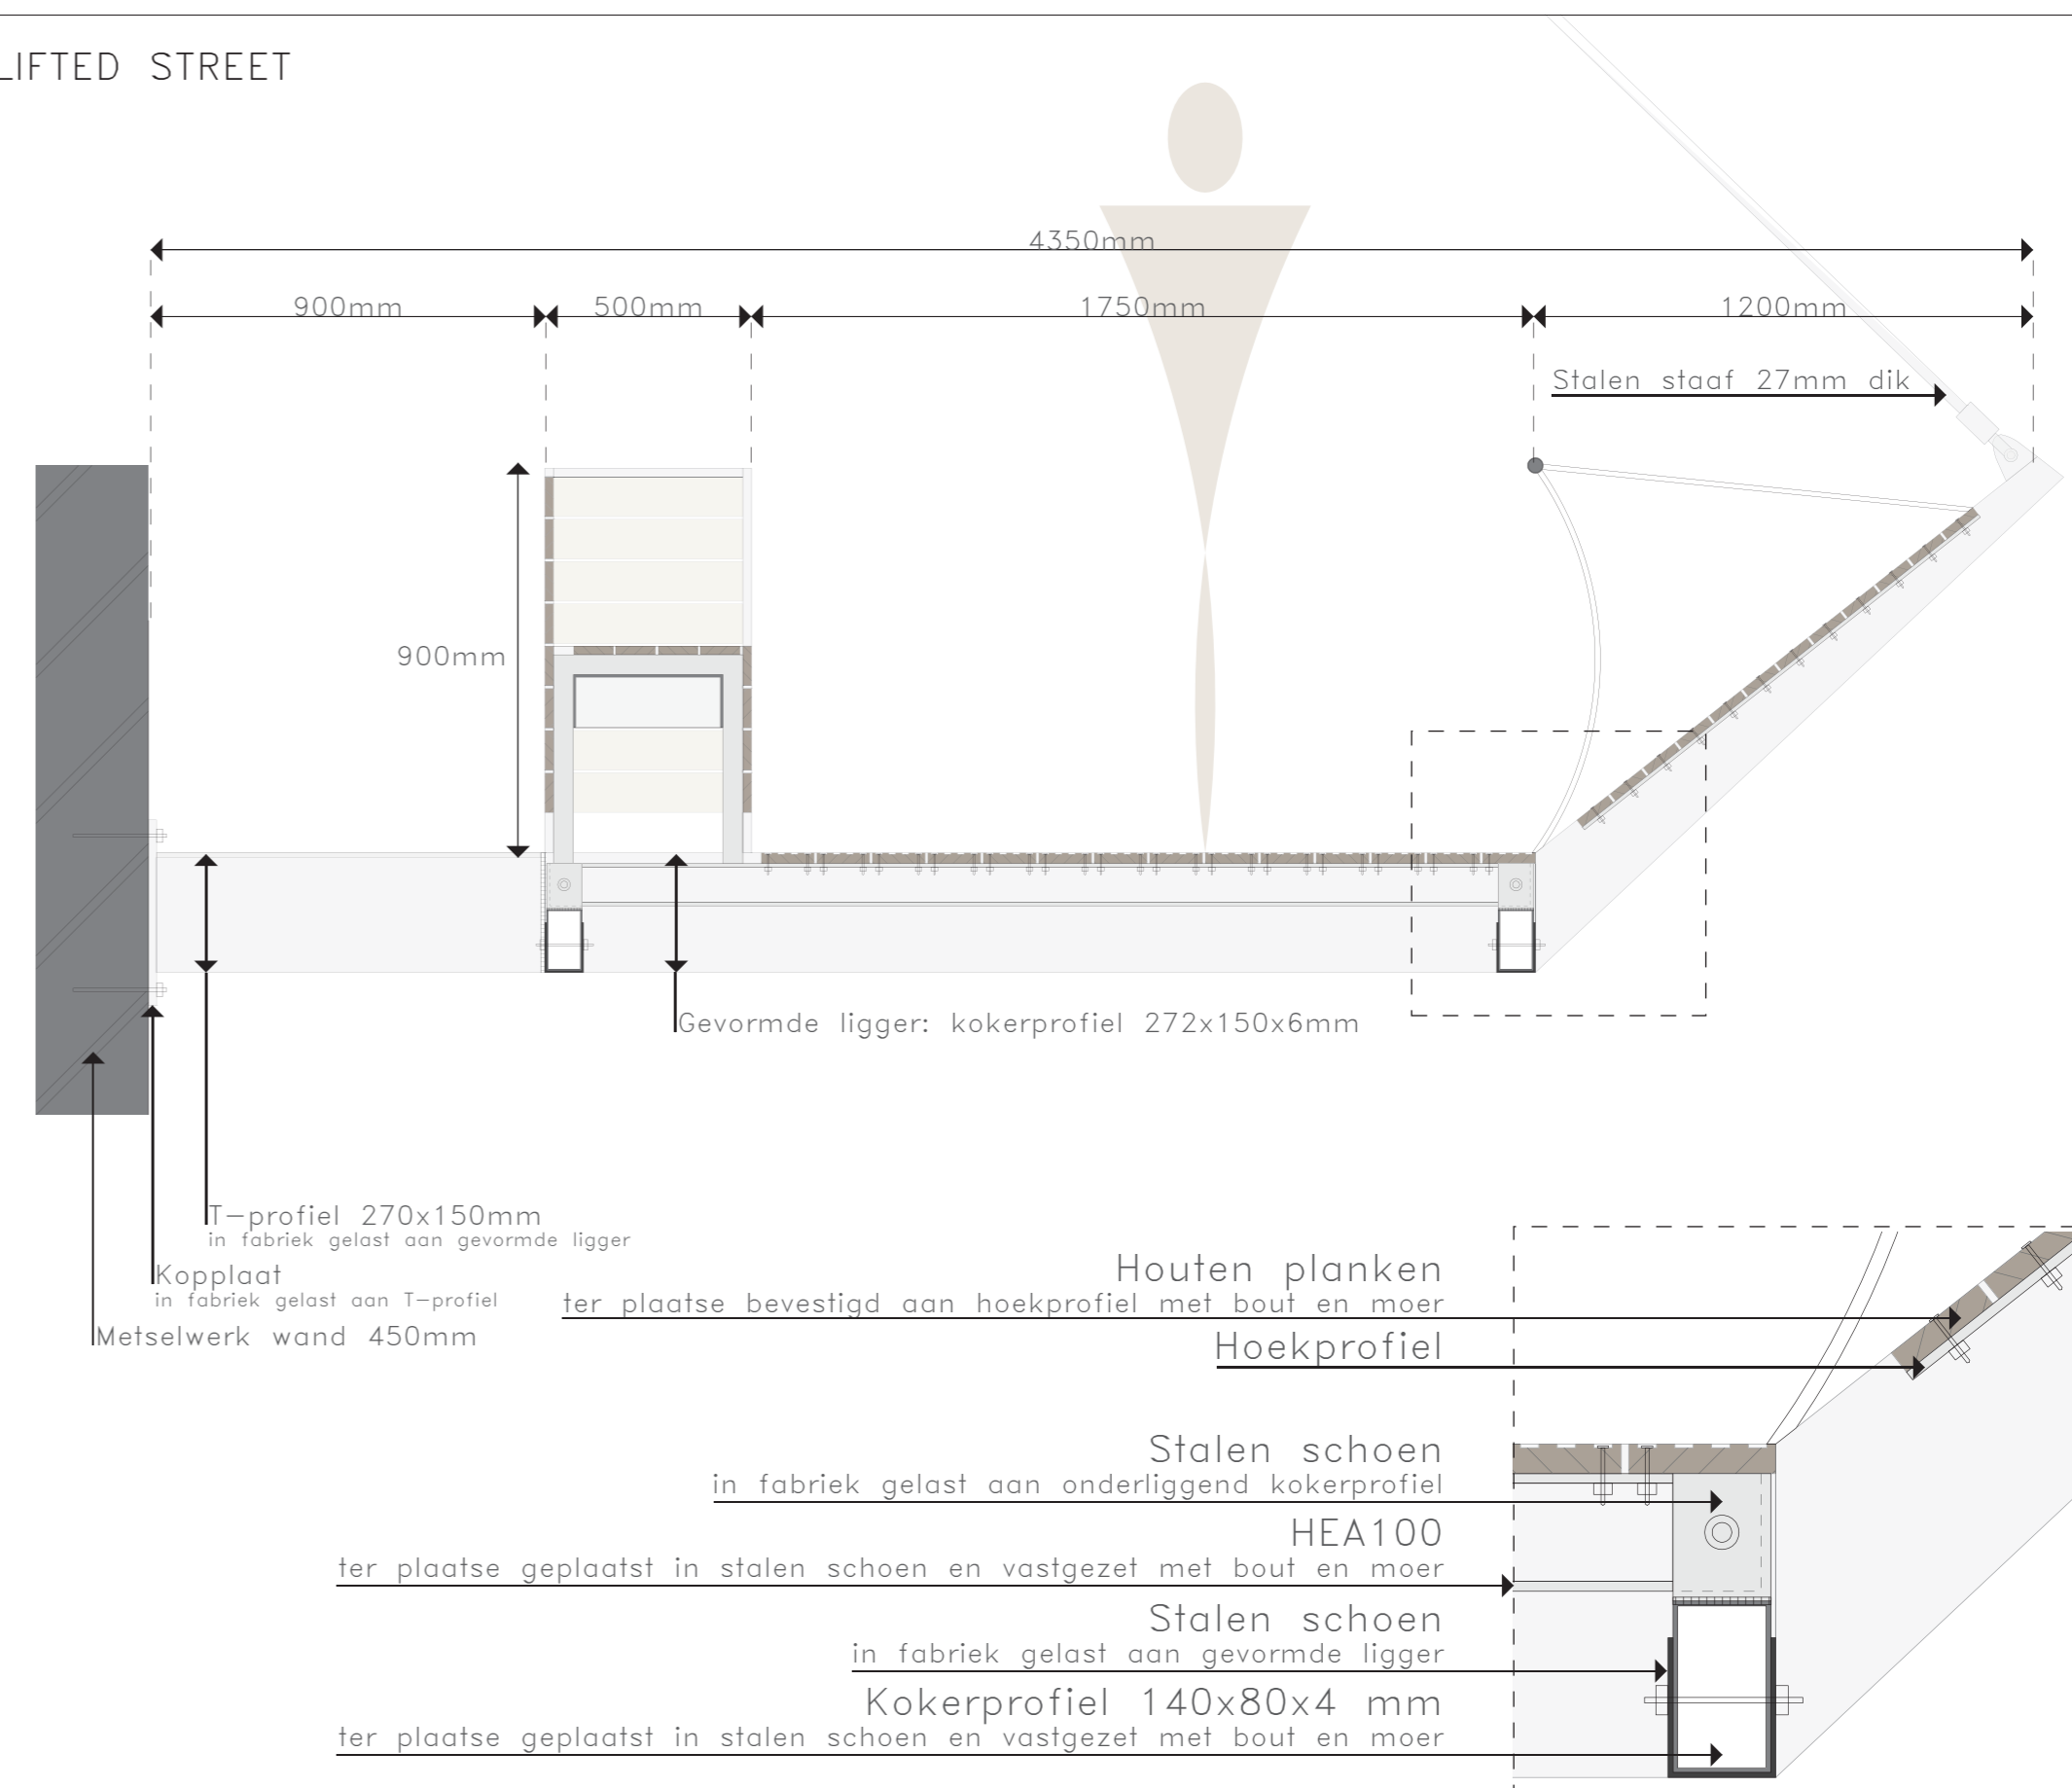 LIFTED STREET
4350mm
900mm
500mm
1750mm
1200mm
Stalen staaf 27mm dik
900mm
Gevormde ligger: kokerprofiel 272x150x6mm
T-profiel 270x150mm
in fabriek gelast aan gevormde ligger
Kopplaat
in fabriek gelast aan T-profiel
Metselwerk wand 450mm
Houten planken
ter plaatse bevestigd aan hoekprofiel met bout en moer
Hoekprofiel
Stalen schoen
in fabriek gelast aan onderliggend kokerprofiel
HEA100
ter plaatse geplaatst in stalen schoen en vastgezet met bout en moer
Stalen schoen
in fabriek gelast aan gevormde ligger
Kokerprofiel 140x80x4 mm
ter plaatse geplaatst in stalen schoen en vastgezet met bout en moer